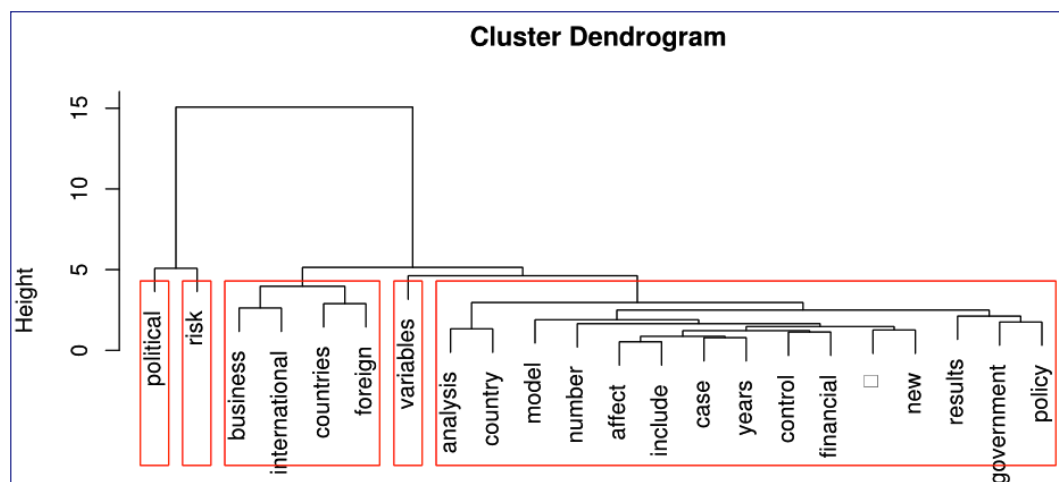 Cluster Dendrogram
Height
15
10
5
0
political
risk
business
international
countries
foreign
variables
analysis
country
model
number
affect
include
case
years
control
financial
□
new
results
government
policy